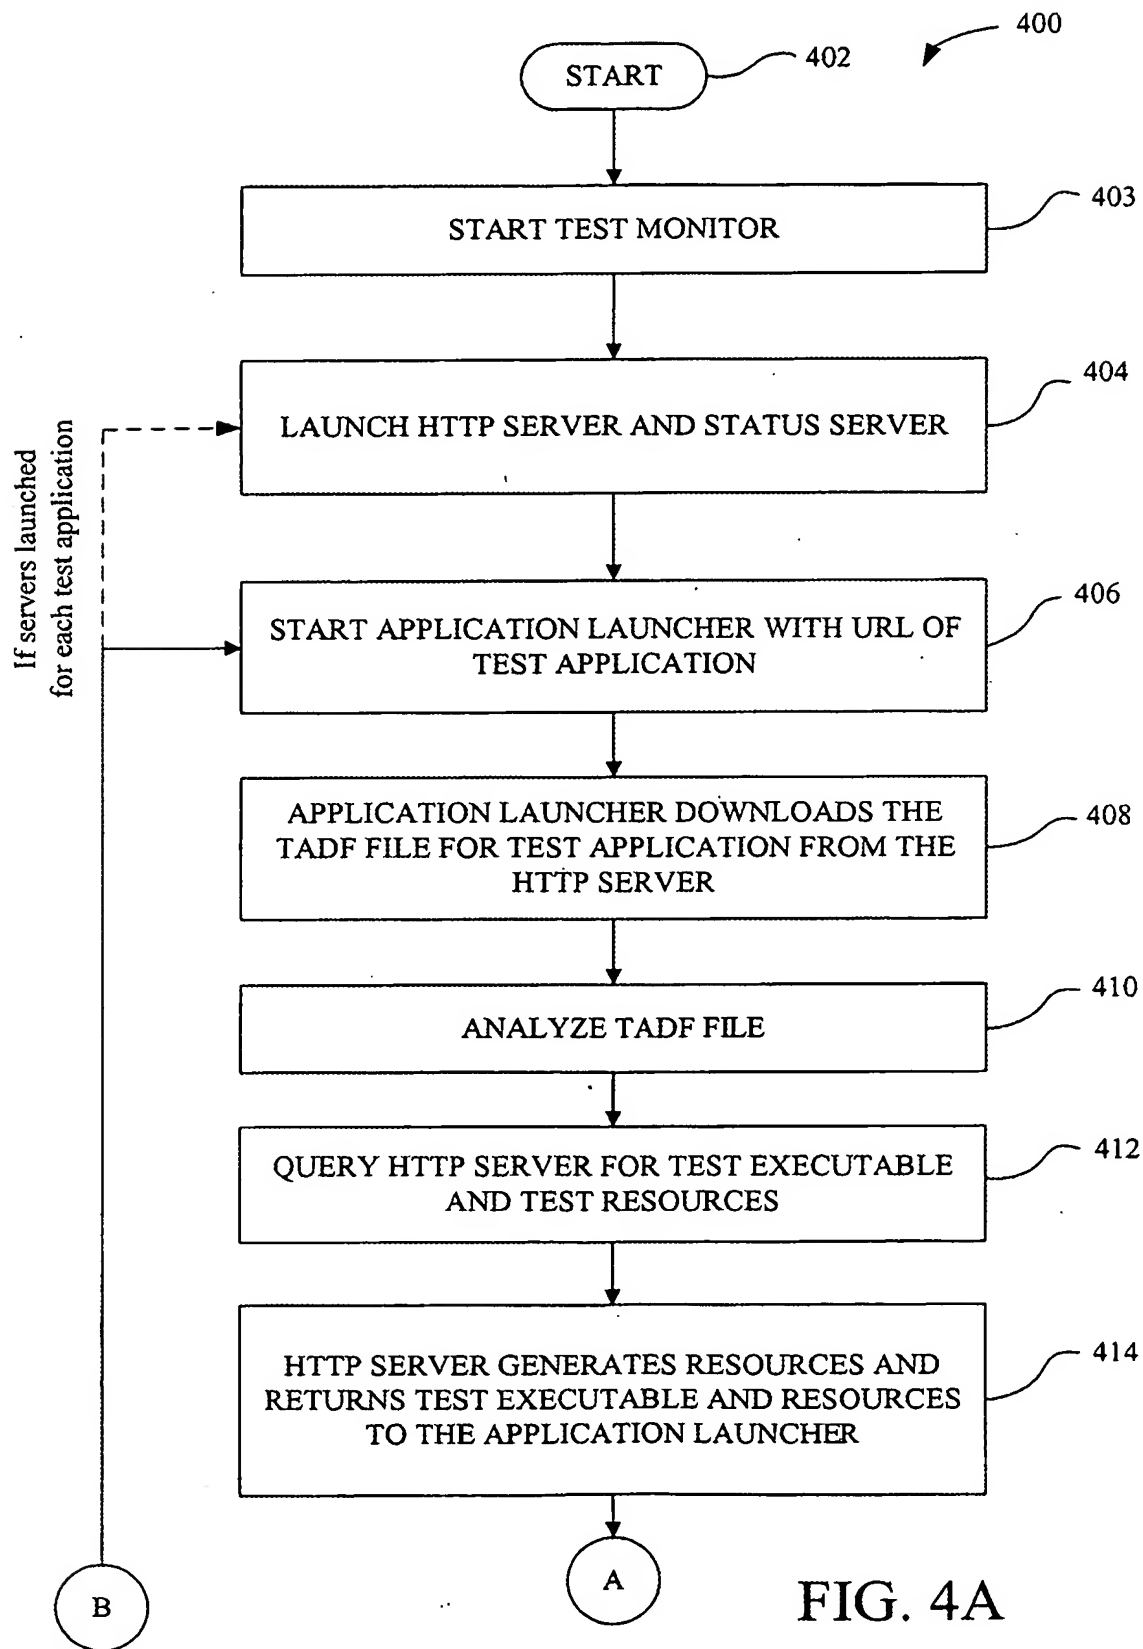 400
START
402
START TEST MONITOR
403
LAUNCH HTTP SERVER AND STATUS SERVER
404
If servers launched
for each test application
START APPLICATION LAUNCHER WITH URL OF
TEST APPLICATION
406
APPLICATION LAUNCHER DOWNLOADS THE
TADF FILE FOR TEST APPLICATION FROM THE
HTTP SERVER
408
ANALYZE TADF FILE
410
QUERY HTTP SERVER FOR TEST EXECUTABLE
AND TEST RESOURCES
412
HTTP SERVER GENERATES RESOURCES AND
RETURNS TEST EXECUTABLE AND RESOURCES
TO THE APPLICATION LAUNCHER
414
B
A
FIG. 4A